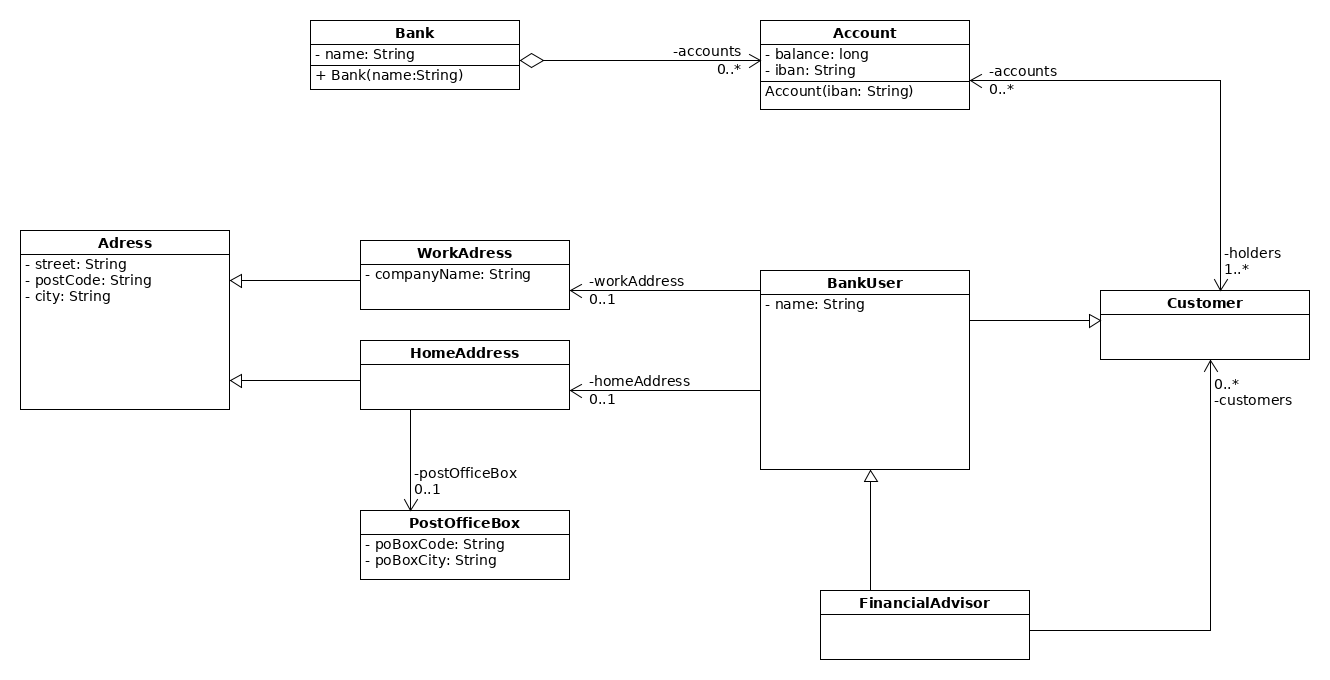 Bank
- name: String
+ Bank(name:String)
-accounts
0..*
Account
- balance: long
- iban: String
Account(iban: String)
-accounts
0..*
Adress
- street: String
- postCode: String
- city: String
WorkAdress
- companyName: String
-workAddress
0..1
BankUser
- name: String
-holders
1..*
Customer
HomeAddress
-homeAddress
0..1
0..*
-customers
-postOfficeBox
0..1
PostOfficeBox
- poBoxCode: String
- poBoxCity: String
FinancialAdvisor